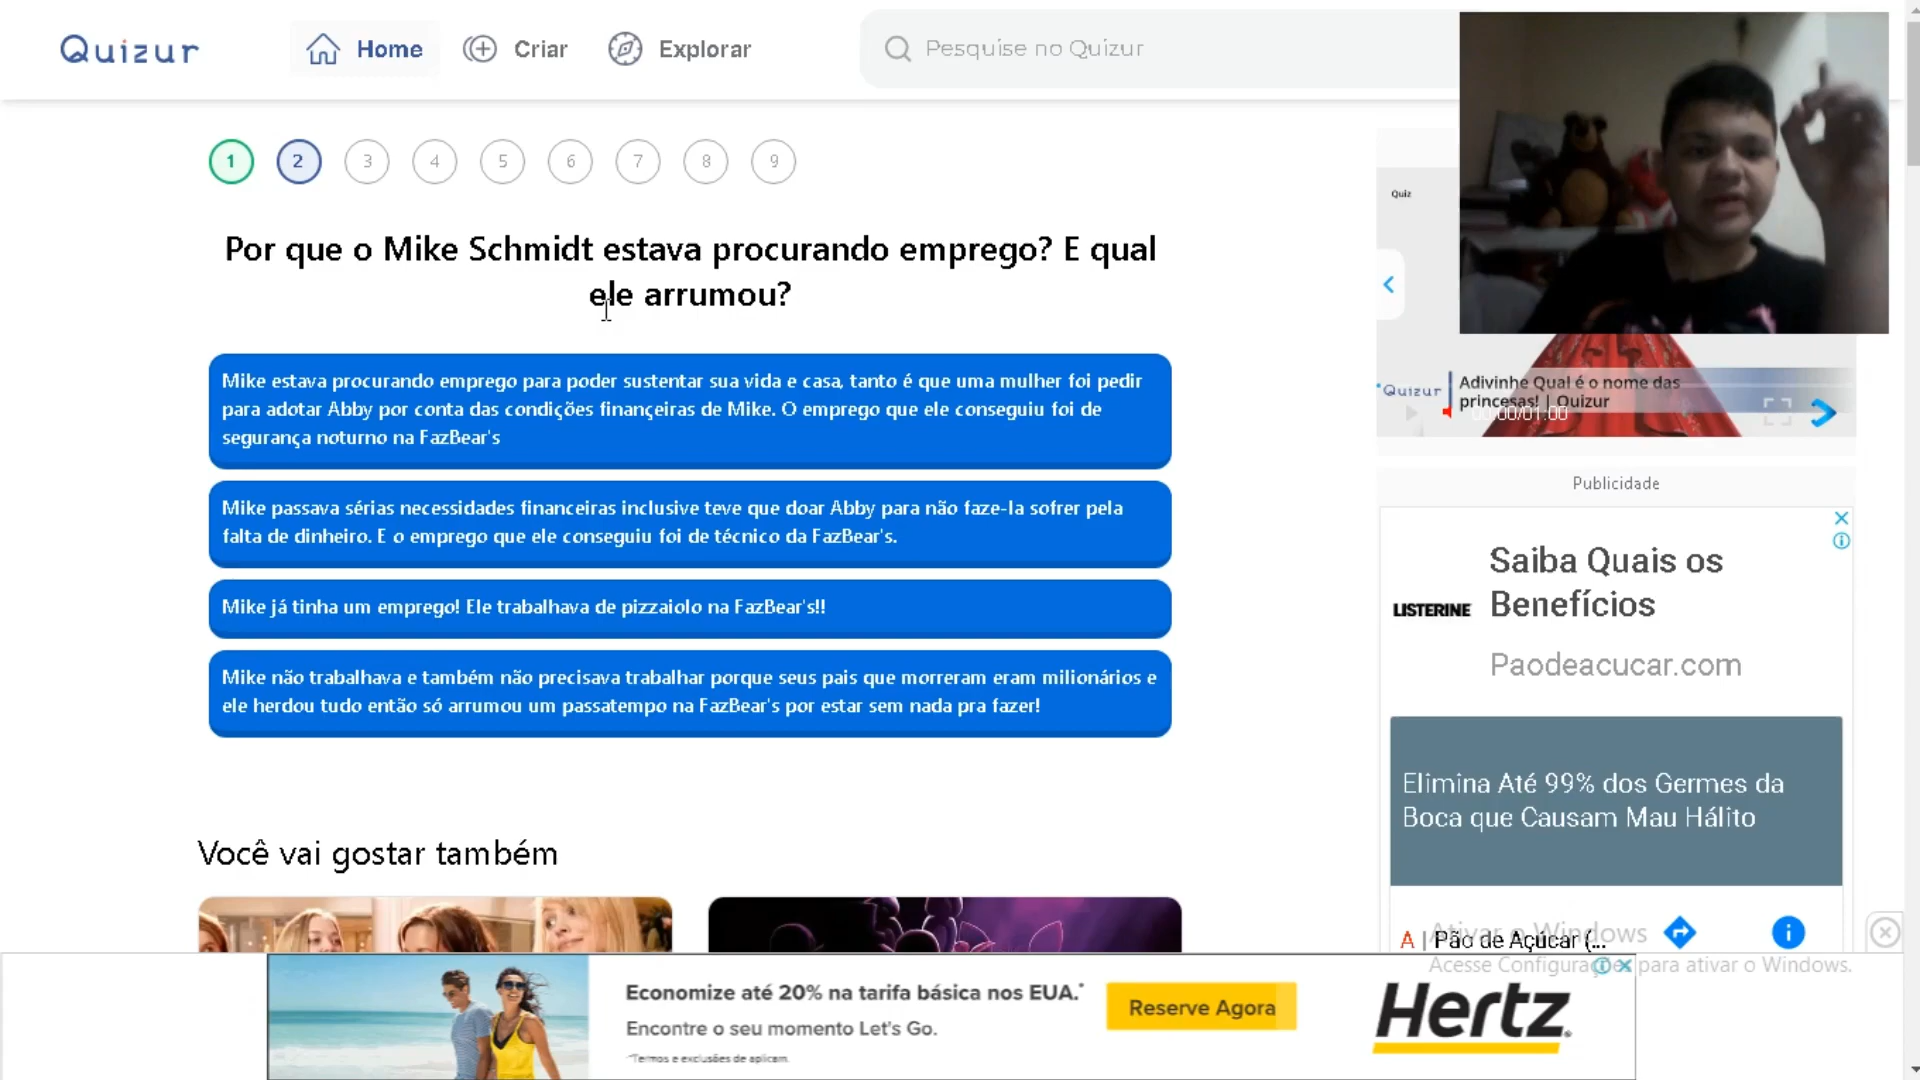 Quizur
Home
Criar
Explorar
Pesquise no Quizur
1
2
3
4
5
6
7
8
9
Por que o Mike Schmidt estava procurando emprego? E qual
ele arrumou?
Mike estava procurando emprego para poder sustentar sua vida e casa, tanto é que uma mulher foi pedir
para adotar Abby por conta das condições finançeiras de Mike. O emprego que ele conseguiu foi de
segurança noturno na FazBear's
Mike passava sérias necessidades financeiras inclusive teve que doar Abby para não faze-la sofrer pela
falta de dinheiro. E o emprego que ele conseguiu foi de técnico da FazBear's.
Mike já tinha um emprego! Ele trabalhava de pizzaiolo na FazBear's!!
Mike não trabalhava e também não precisava trabalhar porque seus pais que morreram eram milionários e
ele herdou tudo então só arrumou um passatempo na FazBear's por estar sem nada pra fazer!
Você vai gostar também
Quiz
Quizur
Adivinhe Qual é o nome das
princesas! | Quizur
00:00/01:00
Publicidade
Saiba Quais os
Benefícios
LISTERINE
Paodeacucar.com
Elimina Até 99% dos Germes da
Boca que Causam Mau Hálito
A | Pão de Açúcar (...
Ativar o Windows
Acesse Configurações para ativar o Windows.
Economize até 20% na tarifa básica nos EUA.*
Encontre o seu momento Let's Go.
*Termos e exclusões de aplicam.
Reserve Agora
Hertz.